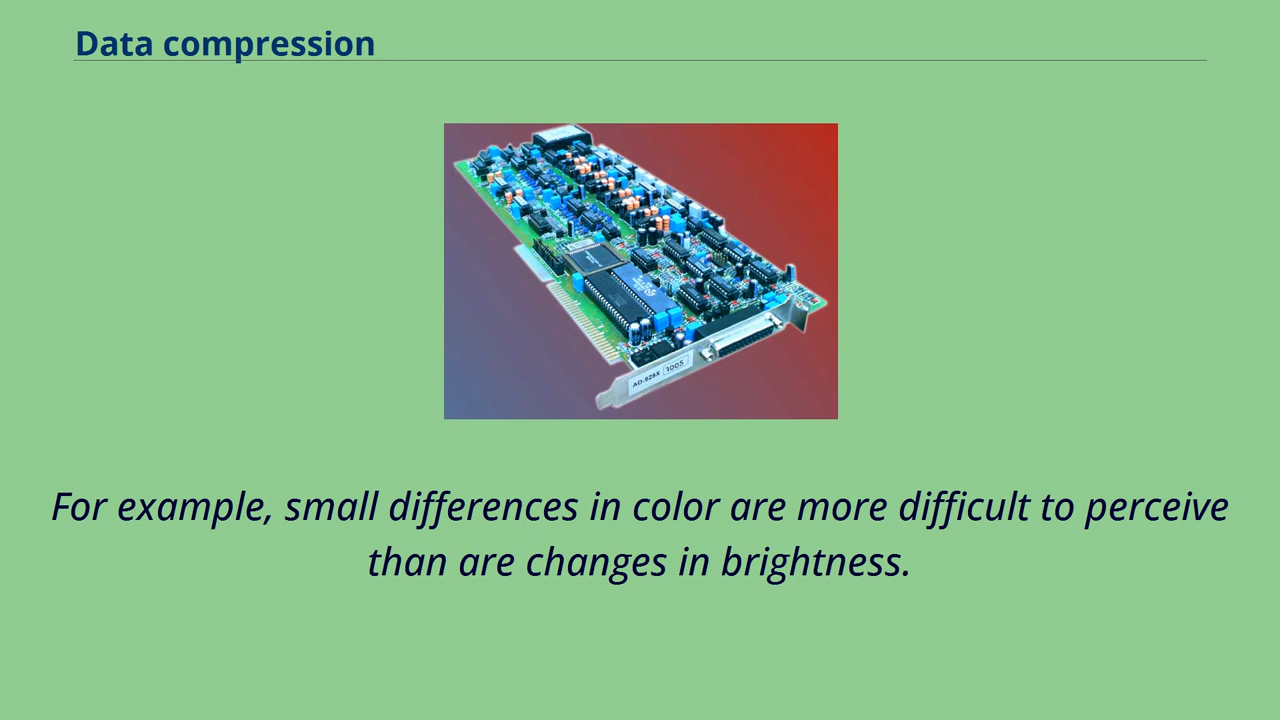 Data compression
AD-525X 1005
For example, small differences in color are more difficult to perceive
than are changes in brightness.